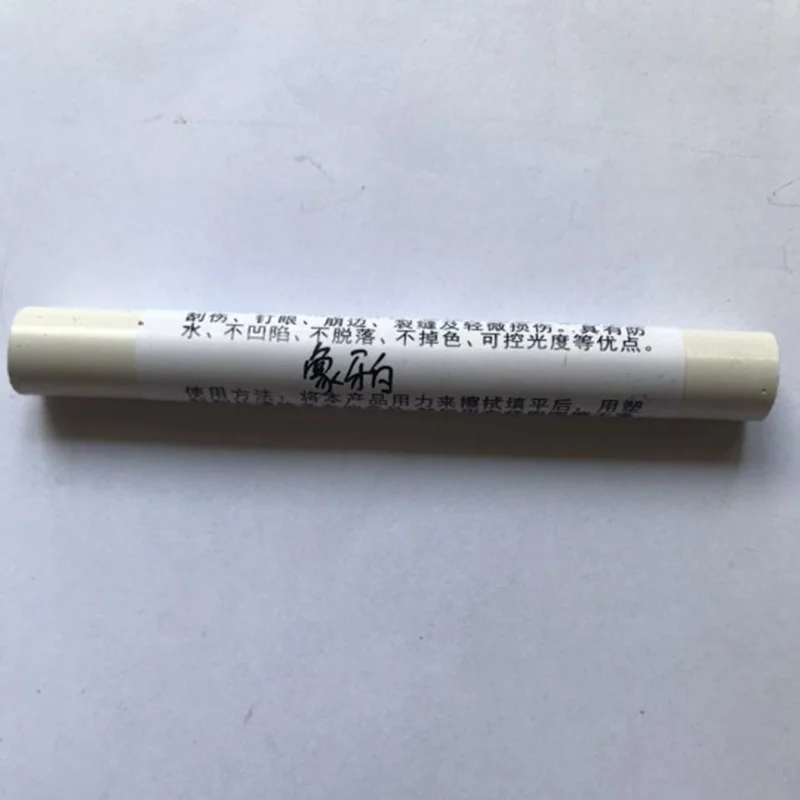 刮伤、钉眼、崩边、裂缝及轻微损伤。具有防
水、不凹陷、不脱落、不掉色、可控光度等优点。
象牙白
使用方法：将本产品用力来擦拭填平后，用塑